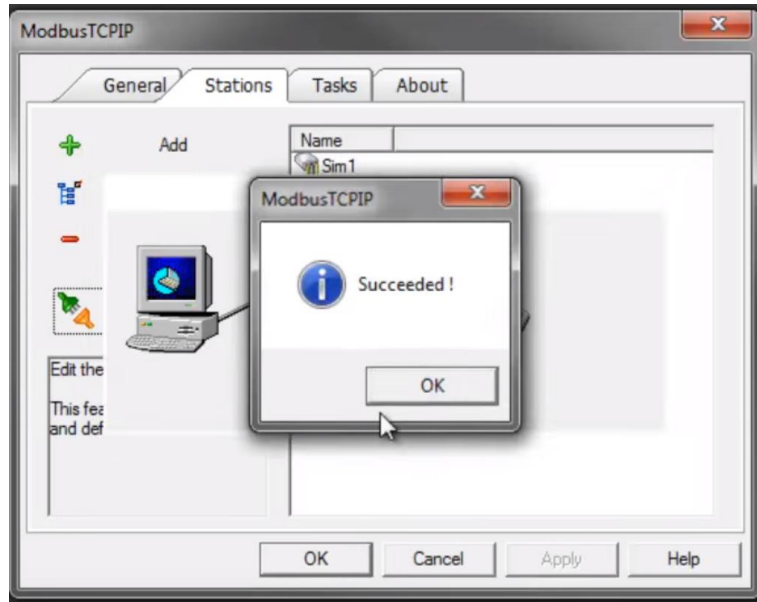 ModbusTCPIP
General Stations Tasks About
Add
Name
Sim1
ModbusTCPIP
Succeeded !
OK
Edit the
This fea
and def
OK Cancel Apply Help